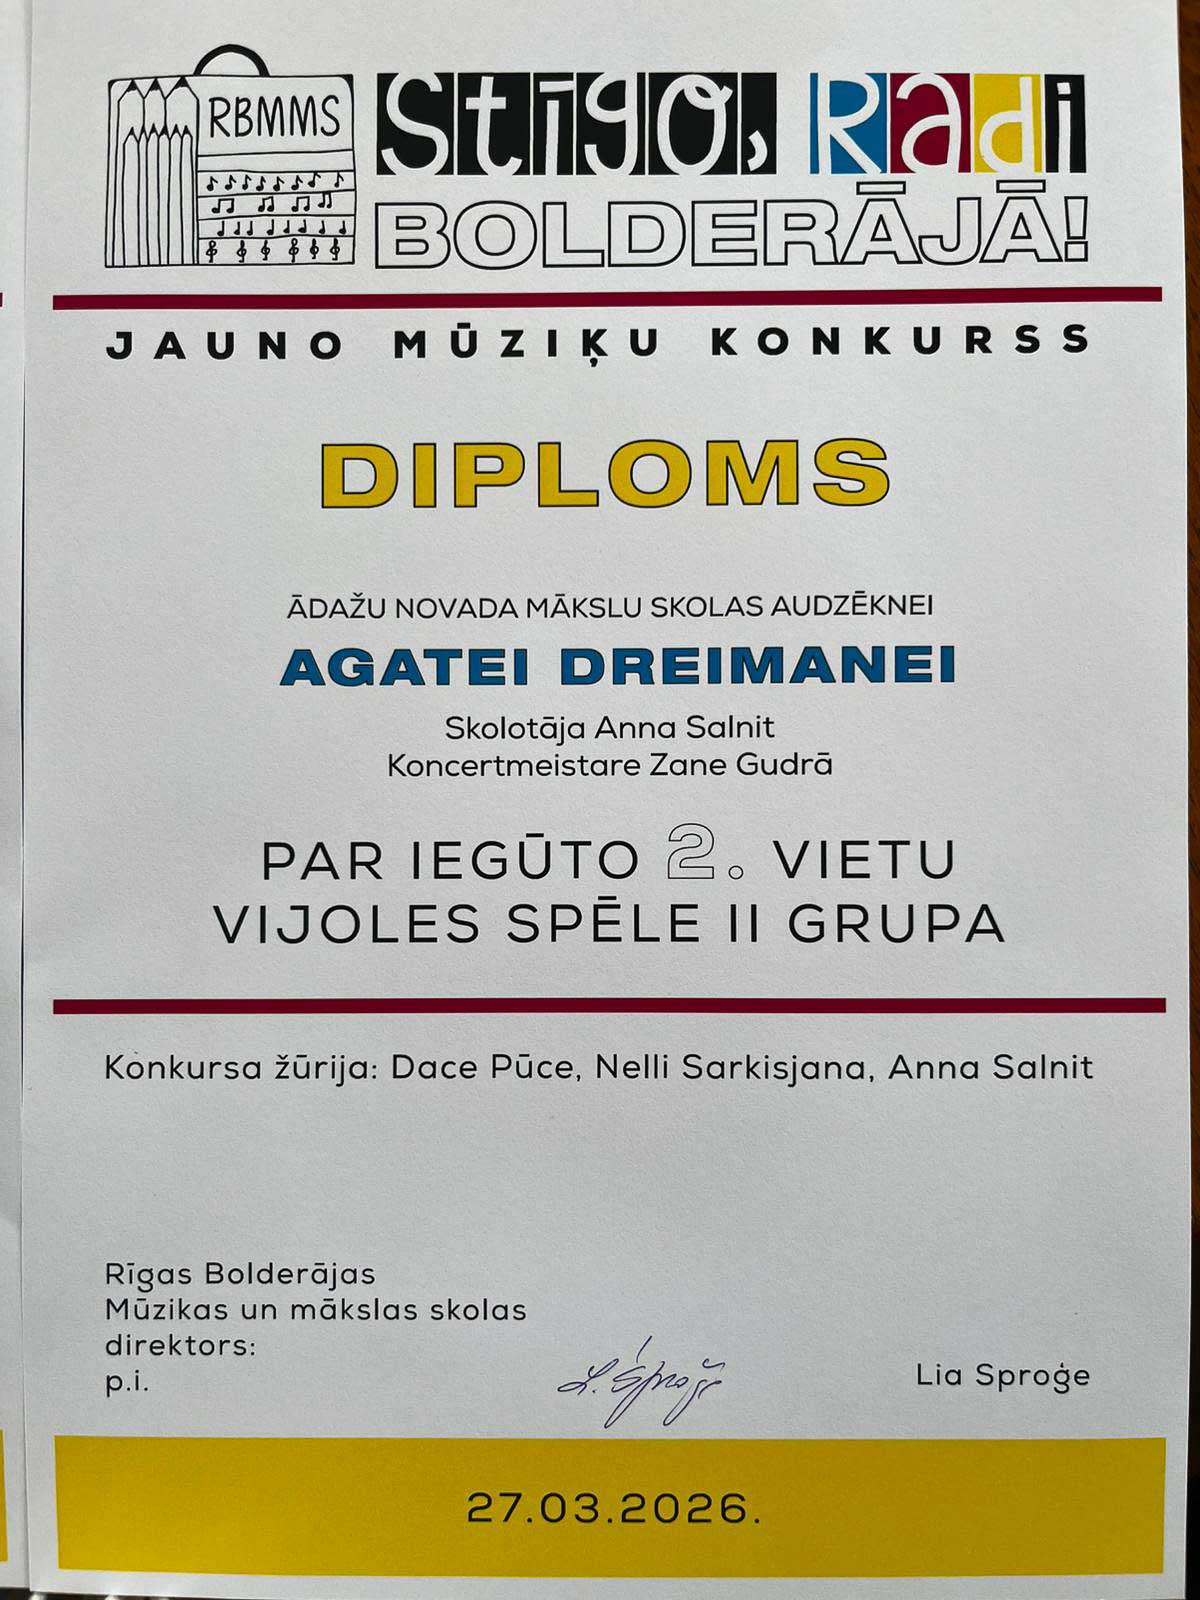 RBMMS
Stīgo, Radi
BOLDERĀJĀ!
JAUNO MŪZIĶU KONKURSS
DIPLOMS
ĀDAŽU NOVADA MĀKSLU SKOLAS AUDZĒKNEI
AGATEI DREIMANEI
Skolotāja Anna Salnit
Koncertmeistare Zane Gudrā
PAR IEGŪTO 2. VIETU
VIJOLES SPĒLE II GRUPA
Konkursa žūrija: Dace Pūce, Nelli Sarkisjana, Anna Salnit
Rīgas Bolderājas
Mūzikas un mākslas skolas
direktors:
p.i.
L. Sproģe
Lia Sproģe
27.03.2026.